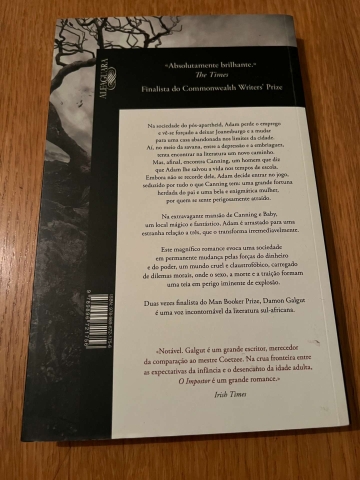 ALFAGUARA
«Absolutamente brilhante.»
The Times
Finalista do Commonwealth Writers' Prize
Na sociedade do pós-apartheid, Adam perde o emprego
e vê-se forçado a deixar Joanesburgo e a mudar
para uma casa abandonada nos limites da cidade.
Aí, no meio da savana, entre a depressão e a embriaguez,
tenta encontrar na literatura um novo caminho.
Mas, afinal, encontra Canning, um homem que diz
que Adam lhe salvou a vida nos tempos de escola.
Embora não se recorde dela, Adam decide entrar no jogo,
seduzido por tudo o que Canning tem: uma grande fortuna
herdada do pai e uma bela e enigmática mulher,
por quem se sente perigosamente atraído.
Na extravagante mansão de Canning e Baby,
um local mágico e fantástico, Adam é arrastado para uma
estranha relação a três, que o transforma irremediavelmente.
Este magnífico romance evoca uma sociedade
em permanente mudança pelas forças do dinheiro
e do poder, um mundo cruel e claustrofóbico, carregado
de dilemas morais, onde o sexo, a morte e a traição formam
uma teia em perigo iminente de explosão.
Duas vezes finalista do Man Booker Prize, Damon Galgut
é uma voz incontornável da literatura sul-africana.
«Notável. Galgut é um grande escritor, merecedor
da comparação ao mestre Coetzee. Na crua fronteira entre
as expectativas da infância e o desencanto da idade adulta,
O Impostor é um grande romance.»
Irish Times